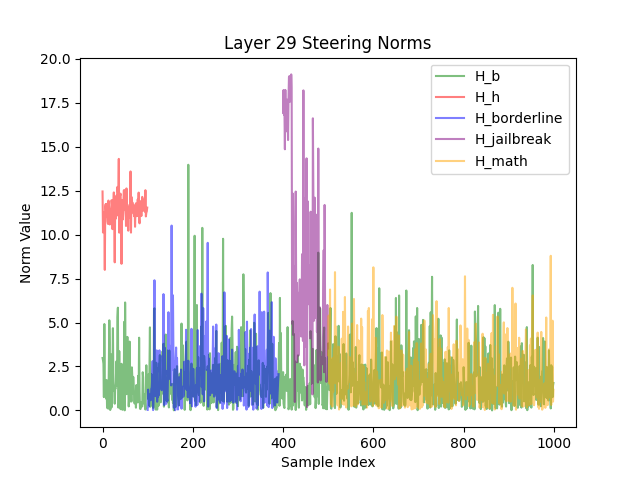 Layer 29 Steering Norms
20.0
17.5
15.0
12.5
10.0
7.5
5.0
2.5
0.0
Norm Value
H_b
H_h
H_borderline
H_jailbreak
H_math
0 200 400 600 800 1000
Sample Index